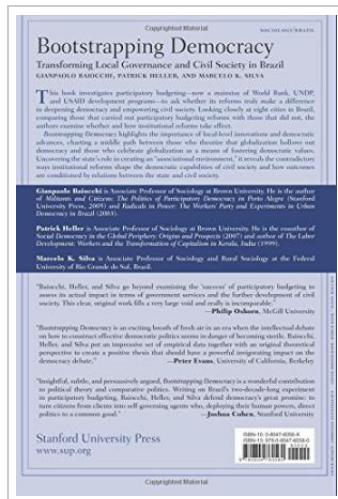 Copyrighted Material
SOCIOLOGY/BRAZIL
Bootstrapping Democracy
Transforming Local Governance and Civil Society in Brazil
GIANPAOLO BAIOCCHI, PATRICK HELLER, AND MARCELO K. SILVA
This book investigates participatory budgeting—now a mainstay of World Bank, UNDP,
and USAID development programs—to ask whether its reforms truly make a difference
in deepening democracy and empowering civil society. Looking closely at eight cities in Brazil,
comparing those that carried out participatory budgeting reforms with those that did not, the
authors examine whether and how institutional reforms take effect.
Bootstrapping Democracy highlights the importance of local-level innovations and democratic
advances, charting a middle path between those who theorize that globalization hollows out
democracy and those who celebrate globalization as a means of fostering democratic values.
Uncovering the state's role in creating an "associational environment," it reveals the contradictory
ways institutional reforms shape the democratic capabilities of civil society and how outcomes
are conditioned by relations between the state and civil society.
Gianpaolo Baiocchi is Associate Professor of Sociology at Brown University. He is the author
of Militants and Citizens: The Politics of Participatory Democracy in Porto Alegre (Stanford
University Press, 2005) and Radicals in Power: The Workers' Party and Experiments in Urban
Democracy in Brazil (2003).
Patrick Heller is Associate Professor of Sociology at Brown University. He is the coauthor of
Social Democracy in the Global Periphery: Origins and Prospects (2007) and author of The Labor
Development: Workers and the Transformation of Capitalism in Kerala, India (1999).
Marcelo K. Silva is Associate Professor of Sociology and Rural Sociology at the Federal
University of Rio Grande do Sul, Brazil.
"Baiocchi, Heller, and Silva go beyond examining the 'success' of participatory budgeting to
assess its actual impact in terms of government services and the further development of civil
society. This clear, original work fills a very large void and really is incomparable."
—Philip Oxhorn, McGill University
"Bootstrapping Democracy is an exciting breath of fresh air in an era when the intellectual debate
on how to construct effective democratic politics seems in danger of becoming sterile. Baiocchi,
Heller, and Silva put an impressive set of empirical data together with an original theoretical
perspective to create a positive thesis that should have a powerful invigorating impact on the
democracy debate."
—Peter Evans, University of California, Berkeley
"Insightful, subtle, and persuasively argued, Bootstrapping Democracy is a wonderful contribution
to political theory and comparative politics. Writing on Brazil's two-decade-long experiment
in participatory budgeting, Baiocchi, Heller, and Silva defend democracy's great promise: to
turn citizens from clients into self-governing agents who, deploying their human powers, direct
politics to a common good."
—Joshua Cohen, Stanford University
Stanford University Press
www.sup.org
Copyrighted Material